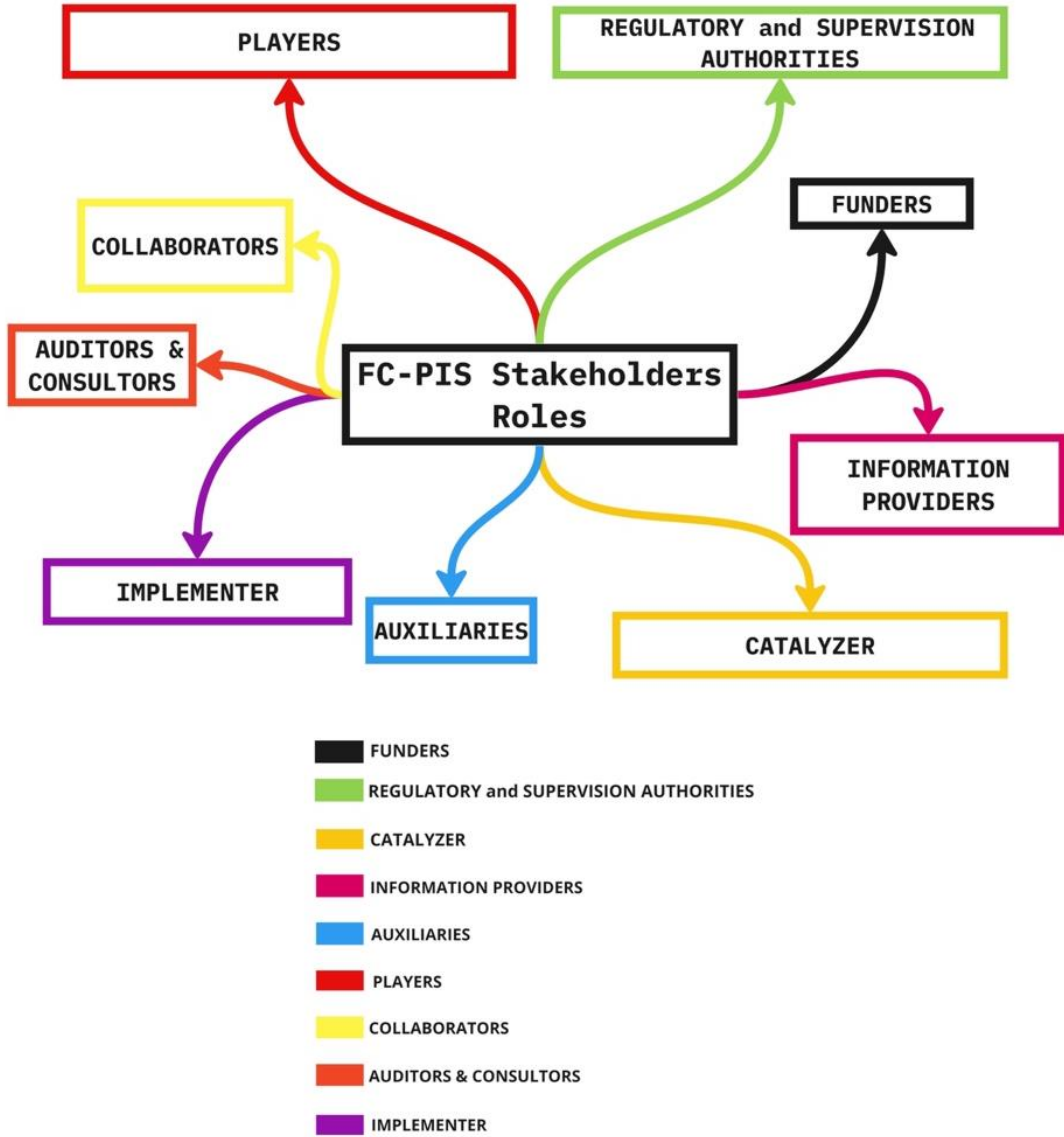 PLAYERS
REGULATORY and SUPERVISION
AUTHORITIES
FUNDERS
COLLABORATORS
AUDITORS &
CONSULTORS
FC-PIS Stakeholders
Roles
INFORMATION
PROVIDERS
IMPLEMENTER
AUXILIARIES
CATALYZER
FUNDERS
REGULATORY and SUPERVISION AUTHORITIES
CATALYZER
INFORMATION PROVIDERS
AUXILIARIES
PLAYERS
COLLABORATORS
AUDITORS & CONSULTORS
IMPLEMENTER